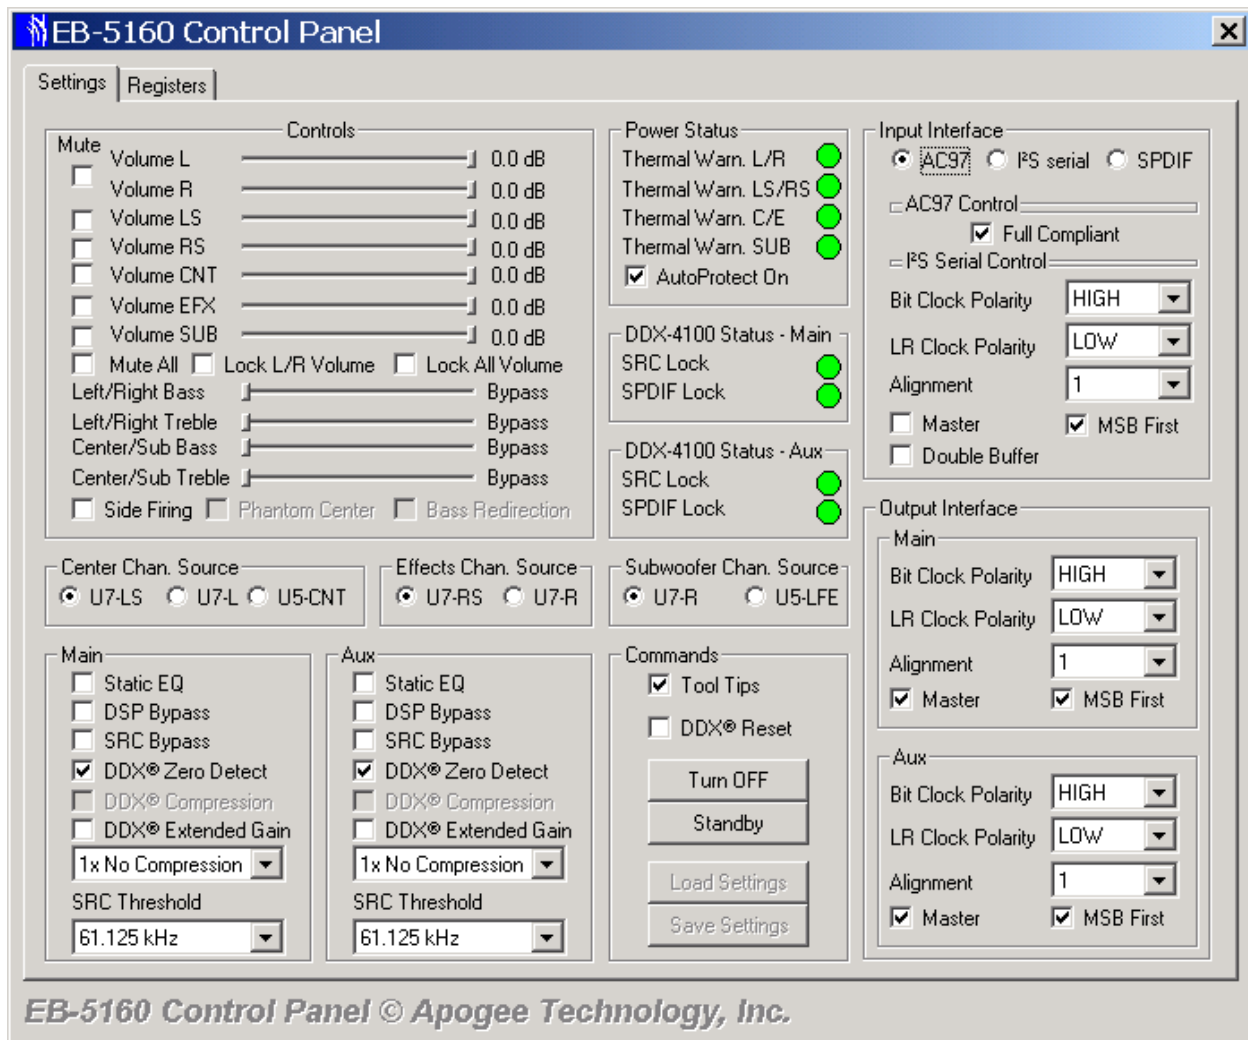 EB-5160 Control Panel
Settings
Registers
Controls
Mute
Volume L 0.0 dB
Volume R
Volume LS 0.0 dB
Volume RS 0.0 dB
Volume CNT 0.0 dB
Volume EFX 0.0 dB
Volume SUB 0.0 dB
Mute All Lock L/R Volume Lock All Volume
Left/Right Bass Bypass
Left/Right Treble Bypass
Center/Sub Bass Bypass
Center/Sub Treble Bypass
Side Firing Phantom Center Bass Redirection
Power Status
Thermal Warn. L/R
Thermal Warn. LS/RS
Thermal Warn. C/E
Thermal Warn. SUB
AutoProtect On
DDX-4100 Status - Main
SRC Lock
SPDIF Lock
DDX-4100 Status - Aux
SRC Lock
SPDIF Lock
Input Interface
AC97 I²S serial SPDIF
AC97 Control
Full Compliant
I²S Serial Control
Bit Clock Polarity HIGH
LR Clock Polarity LOW
Alignment 1
Master MSB First
Double Buffer
Center Chan. Source
U7-LS U7-L U5-CNT
Effects Chan. Source
U7-RS U7-R
Subwoofer Chan. Source
U7-R U5-LFE
Output Interface
Main
Bit Clock Polarity HIGH
LR Clock Polarity LOW
Alignment 1
Master MSB First
Aux
Bit Clock Polarity HIGH
LR Clock Polarity LOW
Alignment 1
Master MSB First
Main
Static EQ
DSP Bypass
SRC Bypass
DDX® Zero Detect
DDX® Compression
DDX® Extended Gain
1x No Compression
SRC Threshold
61.125 kHz
Aux
Static EQ
DSP Bypass
SRC Bypass
DDX® Zero Detect
DDX® Compression
DDX® Extended Gain
1x No Compression
SRC Threshold
61.125 kHz
Commands
Tool Tips
DDX® Reset
Turn OFF
Standby
Load Settings
Save Settings
EB-5160 Control Panel © Apogee Technology, Inc.